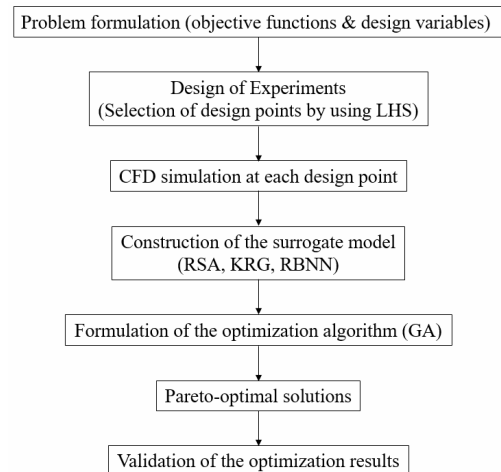 Problem formulation (objective functions & design variables)
Design of Experiments
(Selection of design points by using LHS)
CFD simulation at each design point
Construction of the surrogate model
(RSA, KRG, RBNN)
Formulation of the optimization algorithm (GA)
Pareto-optimal solutions
Validation of the optimization results